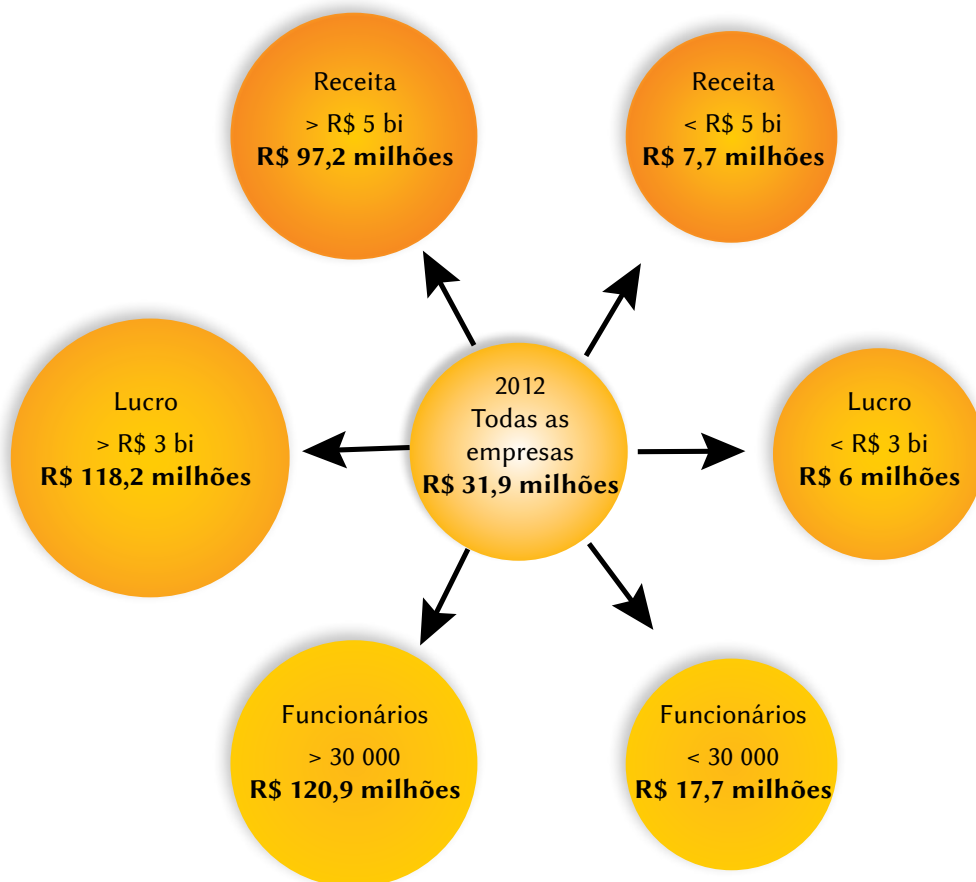 Receita
> R$ 5 bi
R$ 97,2 milhões
Receita
< R$ 5 bi
R$ 7,7 milhões
Lucro
> R$ 3 bi
R$ 118,2 milhões
2012
Todas as
empresas
R$ 31,9 milhões
Lucro
< R$ 3 bi
R$ 6 milhões
Funcionários
> 30 000
R$ 120,9 milhões
Funcionários
< 30 000
R$ 17,7 milhões